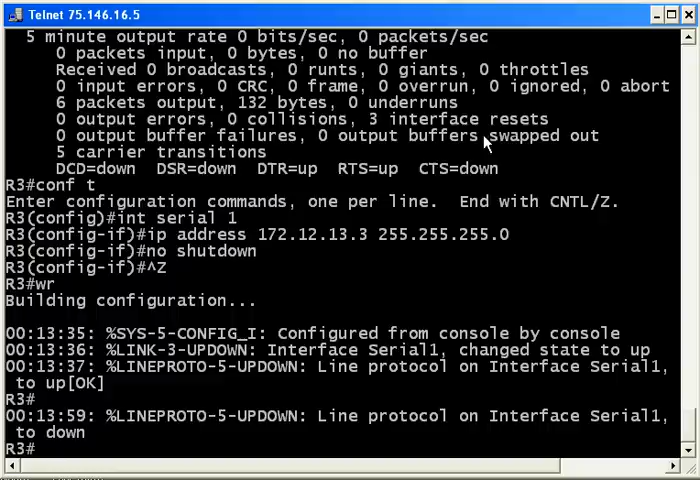 Telnet 75.146.16.5
5 minute output rate 0 bits/sec, 0 packets/sec
0 packets input, 0 bytes, 0 no buffer
Received 0 broadcasts, 0 runts, 0 giants, 0 throttles
0 input errors, 0 CRC, 0 frame, 0 overrun, 0 ignored, 0 abort
6 packets output, 132 bytes, 0 underruns
0 output errors, 0 collisions, 3 interface resets
0 output buffer failures, 0 output buffers swapped out
5 carrier transitions
DCD=down  DSR=down  DTR=up  RTS=up  CTS=down
R3#conf t
Enter configuration commands, one per line.  End with CNTL/Z.
R3(config)#int serial 1
R3(config-if)#ip address 172.12.13.3 255.255.255.0
R3(config-if)#no shutdown
R3(config-if)#^Z
R3#wr
Building configuration...
00:13:35: %SYS-5-CONFIG_I: Configured from console by console
00:13:36: %LINK-3-UPDOWN: Interface Serial1, changed state to up
00:13:37: %LINEPROTO-5-UPDOWN: Line protocol on Interface Serial1,
to up[OK]
R3#
00:13:59: %LINEPROTO-5-UPDOWN: Line protocol on Interface Serial1,
to down
R3#